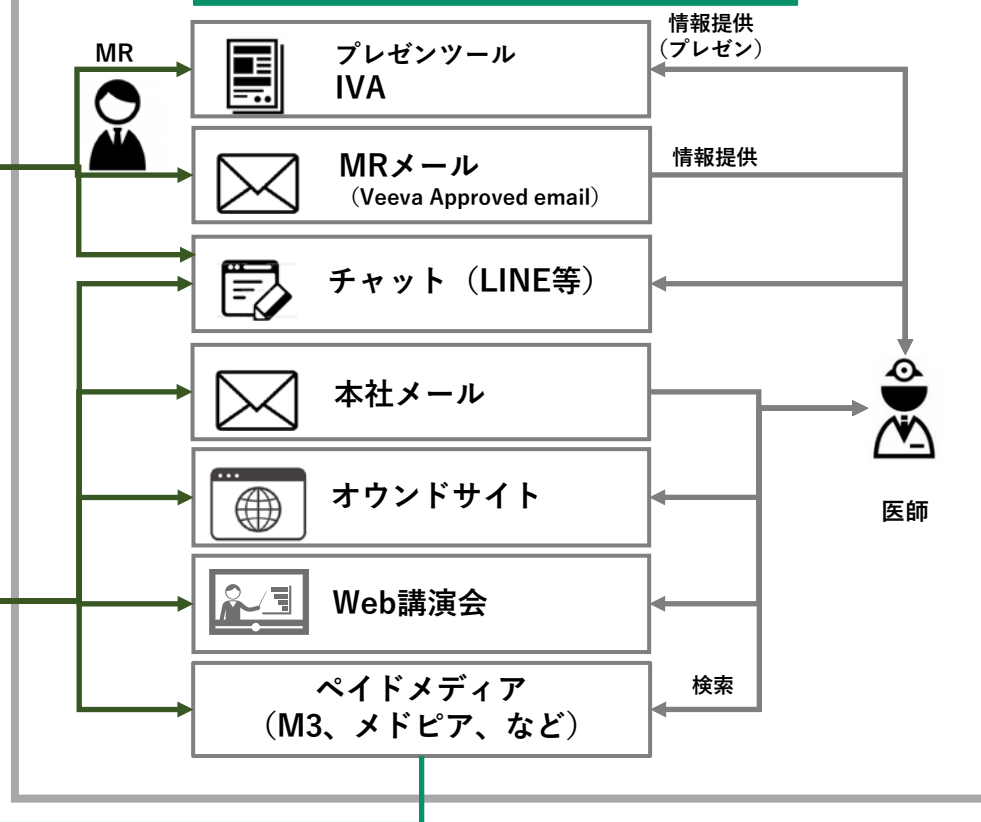 MR
プレゼンツール
IVA
情報提供
（プレゼン）
MRメール
（Veeva Approved email）
情報提供
チャット（LINE等）
本社メール
オウンドサイト
医師
Web講演会
ペイドメディア
（M3、メドピア、など）
検索